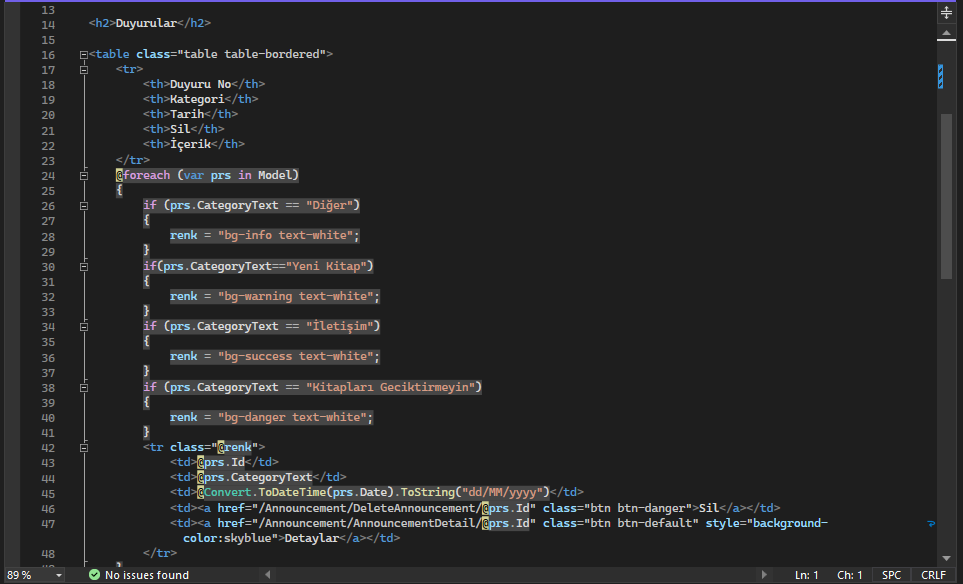 13
14 <h2>Duyurular</h2>
15
16 <table class="table table-bordered">
17 <tr>
18 <th>Duyuru No</th>
19 <th>Kategori</th>
20 <th>Tarih</th>
21 <th>Sil</th>
22 <th>İçerik</th>
23 </tr>
24 @foreach (var prs in Model)
25 {
26 if (prs.CategoryText == "Diğer")
27 {
28 renk = "bg-info text-white";
29 }
30 if(prs.CategoryText=="Yeni Kitap")
31 {
32 renk = "bg-warning text-white";
33 }
34 if (prs.CategoryText == "İletişim")
35 {
36 renk = "bg-success text-white";
37 }
38 if (prs.CategoryText == "Kitapları Geciktirmeyin")
39 {
40 renk = "bg-danger text-white";
41 }
42 <tr class="@renk">
43 <td>@prs.Id</td>
44 <td>@prs.CategoryText</td>
45 <td>@Convert.ToDateTime(prs.Date).ToString("dd/MM/yyyy")</td>
46 <td><a href="/Announcement/DeleteAnnouncement/@prs.Id" class="btn btn-danger">Sil</a></td>
47 <td><a href="/Announcement/AnnouncementDetail/@prs.Id" class="btn btn-default" style="background-
color:skyblue">Detaylar</a></td>
48 </tr>
89 % No issues found Ln: 1 Ch: 1 SPC CRLF